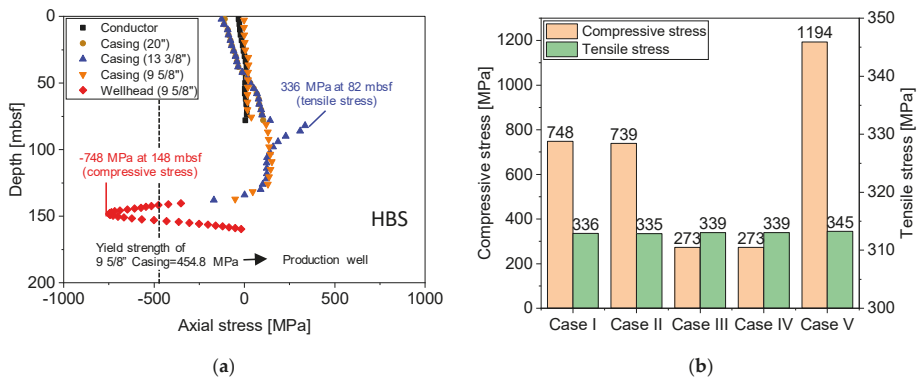 Conductor
Casing (20")
Casing (13 3/8")
Casing (9 5/8")
Wellhead (9 5/8")
336 MPa at 82 mbsf
(tensile stress)
-748 MPa at 148 mbsf
(compressive stress)
HBS
Yield strength of
9 5/8" Casing=454.8 MPa
Production well
Depth [mbsf]
0
50
100
150
200
-1000
-500
0
500
1000
Axial stress [MPa]
(a)
Compressive stress
Tensile stress
Compressive stress [MPa]
1200
1000
800
600
400
200
0
748
336
739
335
273
339
273
339
1194
345
Case I
Case II
Case III
Case IV
Case V
350
340
330
320
310
300
Tensile stress [MPa]
(b)